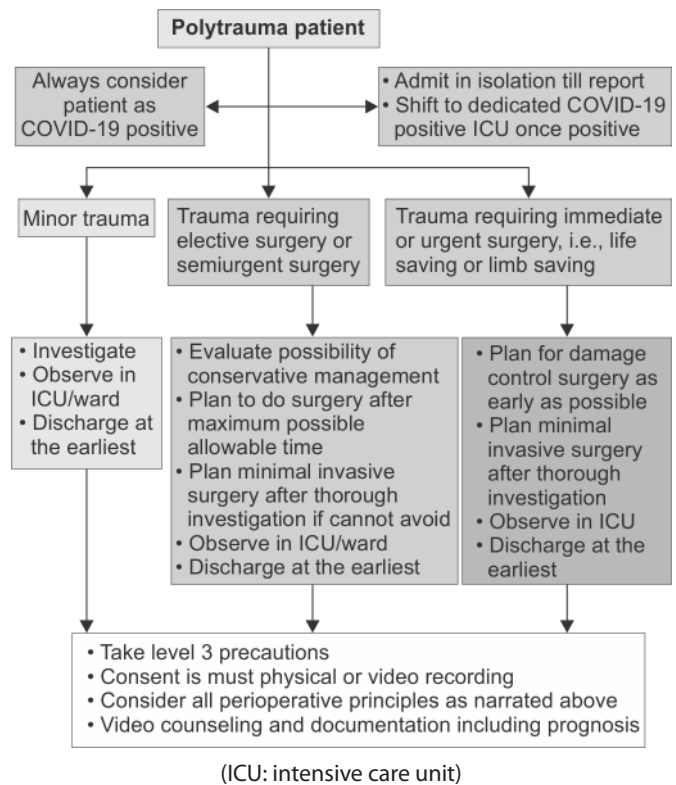 Polytrauma patient
Always consider
patient as
COVID-19 positive
• Admit in isolation till report
• Shift to dedicated COVID-19
positive ICU once positive
Minor trauma
Trauma requiring
elective surgery or
semiurgent surgery
Trauma requiring immediate
or urgent surgery, i.e., life
saving or limb saving
• Investigate
• Observe in
ICU/ward
• Discharge at
the earliest
• Evaluate possibility of
conservative management
• Plan to do surgery after
maximum possible
allowable time
• Plan minimal invasive
surgery after thorough
investigation if cannot avoid
• Observe in ICU/ward
• Discharge at the earliest
• Plan for damage
control surgery as
early as possible
• Plan minimal
invasive surgery
after thorough
investigation
• Observe in ICU
• Discharge at the
earliest
• Take level 3 precautions
• Consent is must physical or video recording
• Consider all perioperative principles as narrated above
• Video counseling and documentation including prognosis
(ICU: intensive care unit)